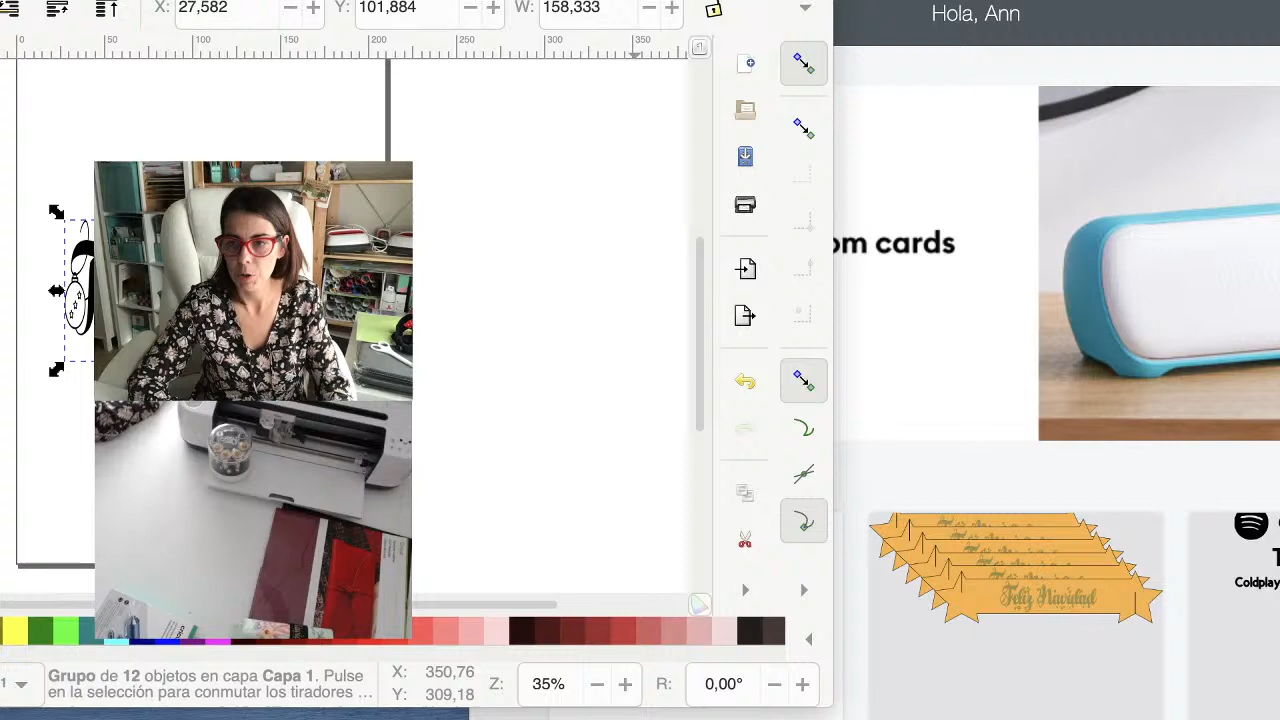 X: 27,582 Y: 101,884 W: 158,333
Hola, Ann
0 50 100 150 200 250 300 350
om cards
Feliz Navidad
Coldplay
Grupo de 12 objetos en capa Capa 1. Pulse
en la selección para conmutar los tiradores ...
X: 350,76
Y: 309,18
Z: 35%
R: 0,00°